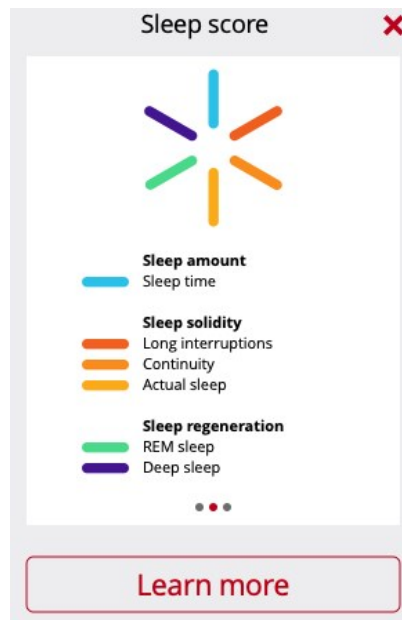 Sleep score
Sleep amount
Sleep time
Sleep solidity
Long interruptions
Continuity
Actual sleep
Sleep regeneration
REM sleep
Deep sleep
Learn more